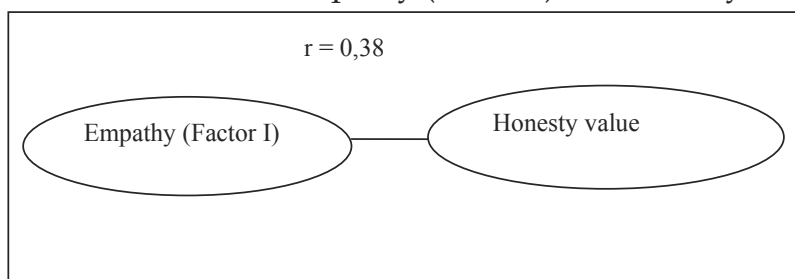 r = 0,38
Empathy (Factor I)
Honesty value